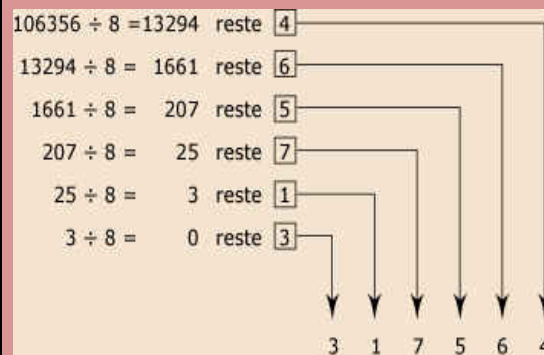 106356 ÷ 8 =13294 reste 4
13294 ÷ 8 = 1661 reste 6
1661 ÷ 8 = 207 reste 5
207 ÷ 8 = 25 reste 7
25 ÷ 8 = 3 reste 1
3 ÷ 8 = 0 reste 3
3 1 7 5 6 4